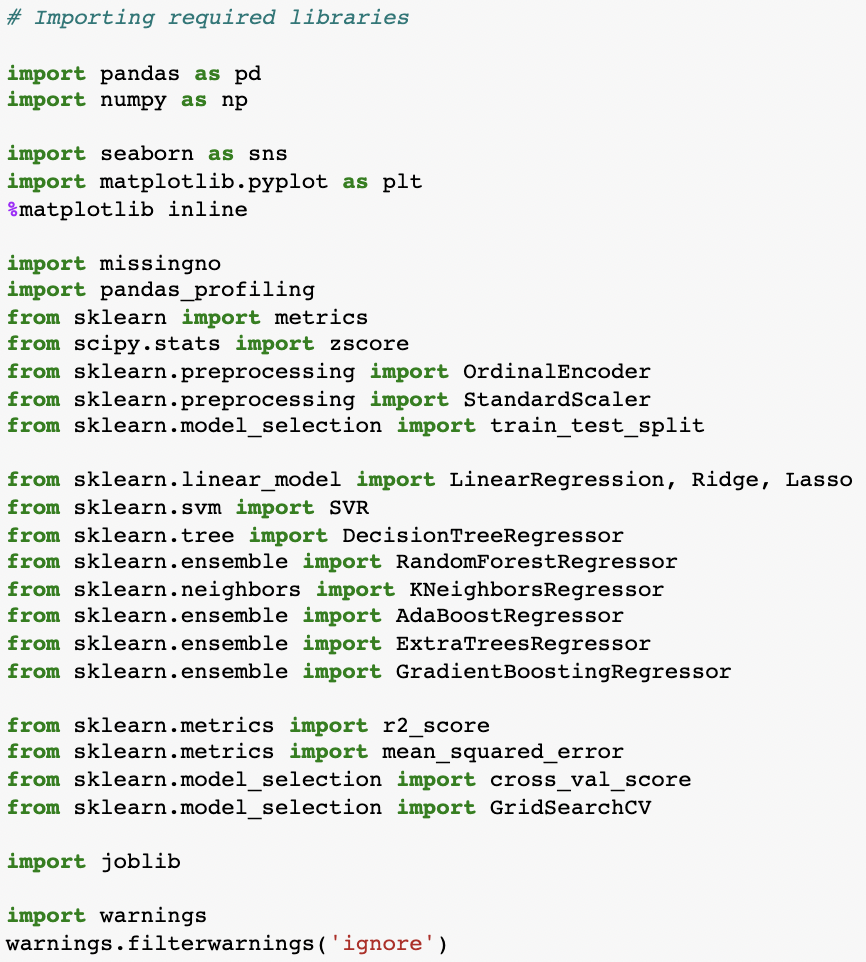 # Importing required libraries
import pandas as pd
import numpy as np
import seaborn as sns
import matplotlib.pyplot as plt
%matplotlib inline
import missingno
import pandas_profiling
from sklearn import metrics
from scipy.stats import zscore
from sklearn.preprocessing import OrdinalEncoder
from sklearn.preprocessing import StandardScaler
from sklearn.model_selection import train_test_split
from sklearn.linear_model import LinearRegression, Ridge, Lasso
from sklearn.svm import SVR
from sklearn.tree import DecisionTreeRegressor
from sklearn.ensemble import RandomForestRegressor
from sklearn.neighbors import KNeighborsRegressor
from sklearn.ensemble import AdaBoostRegressor
from sklearn.ensemble import ExtraTreesRegressor
from sklearn.ensemble import GradientBoostingRegressor
from sklearn.metrics import r2_score
from sklearn.metrics import mean_squared_error
from sklearn.model_selection import cross_val_score
from sklearn.model_selection import GridSearchCV
import joblib
import warnings
warnings.filterwarnings('ignore')